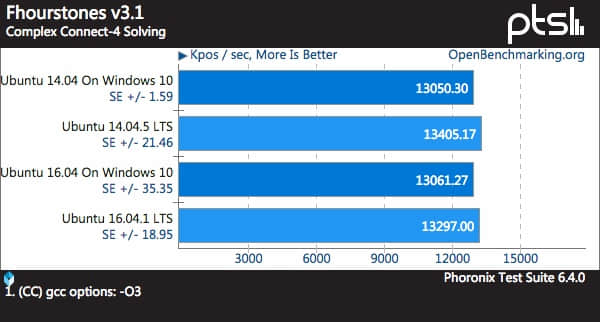 Fhourstones v3.1
Complex Connect-4 Solving
ptsl
▶ Kpos / sec, More Is Better
OpenBenchmarking.org
Ubuntu 14.04 On Windows 10
SE +/- 1.59
13050.30
Ubuntu 14.04.5 LTS
SE +/- 21.46
13405.17
Ubuntu 16.04 On Windows 10
SE +/- 35.35
13061.27
Ubuntu 16.04.1 LTS
SE +/- 18.95
13297.00
3000 6000 9000 12000 15000
Phoronix Test Suite 6.4.0
1. (CC) gcc options: -O3